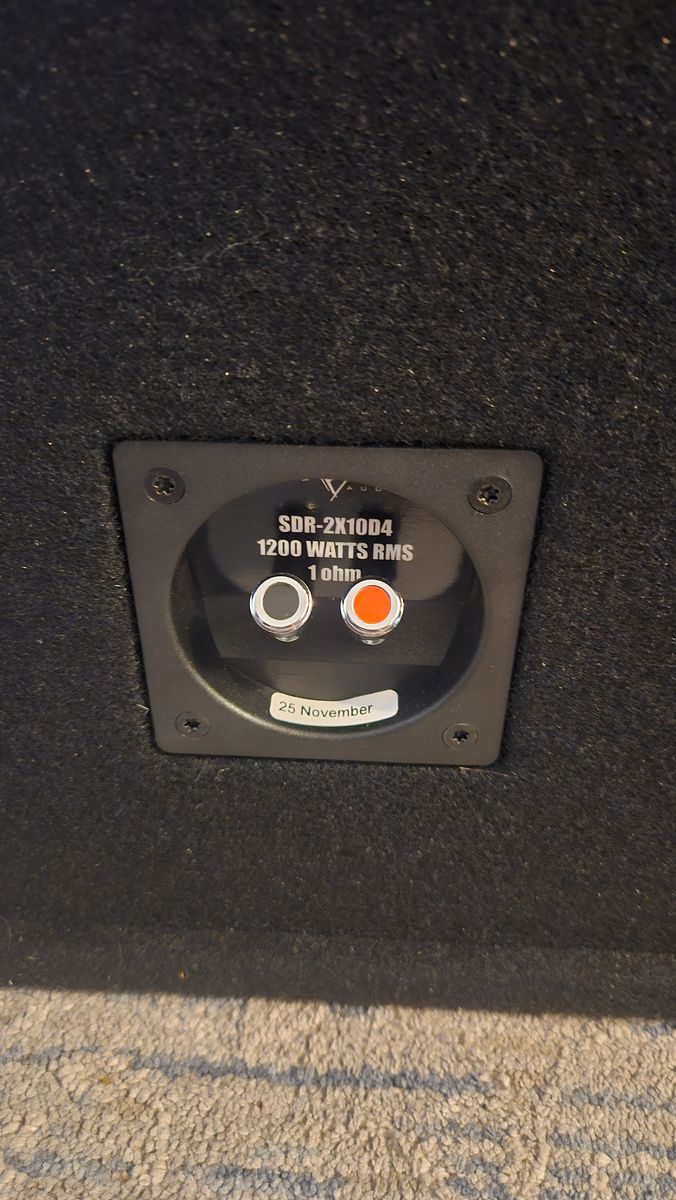 SDR-2X10D4
1200 WATTS RMS
1 ohm
25 November